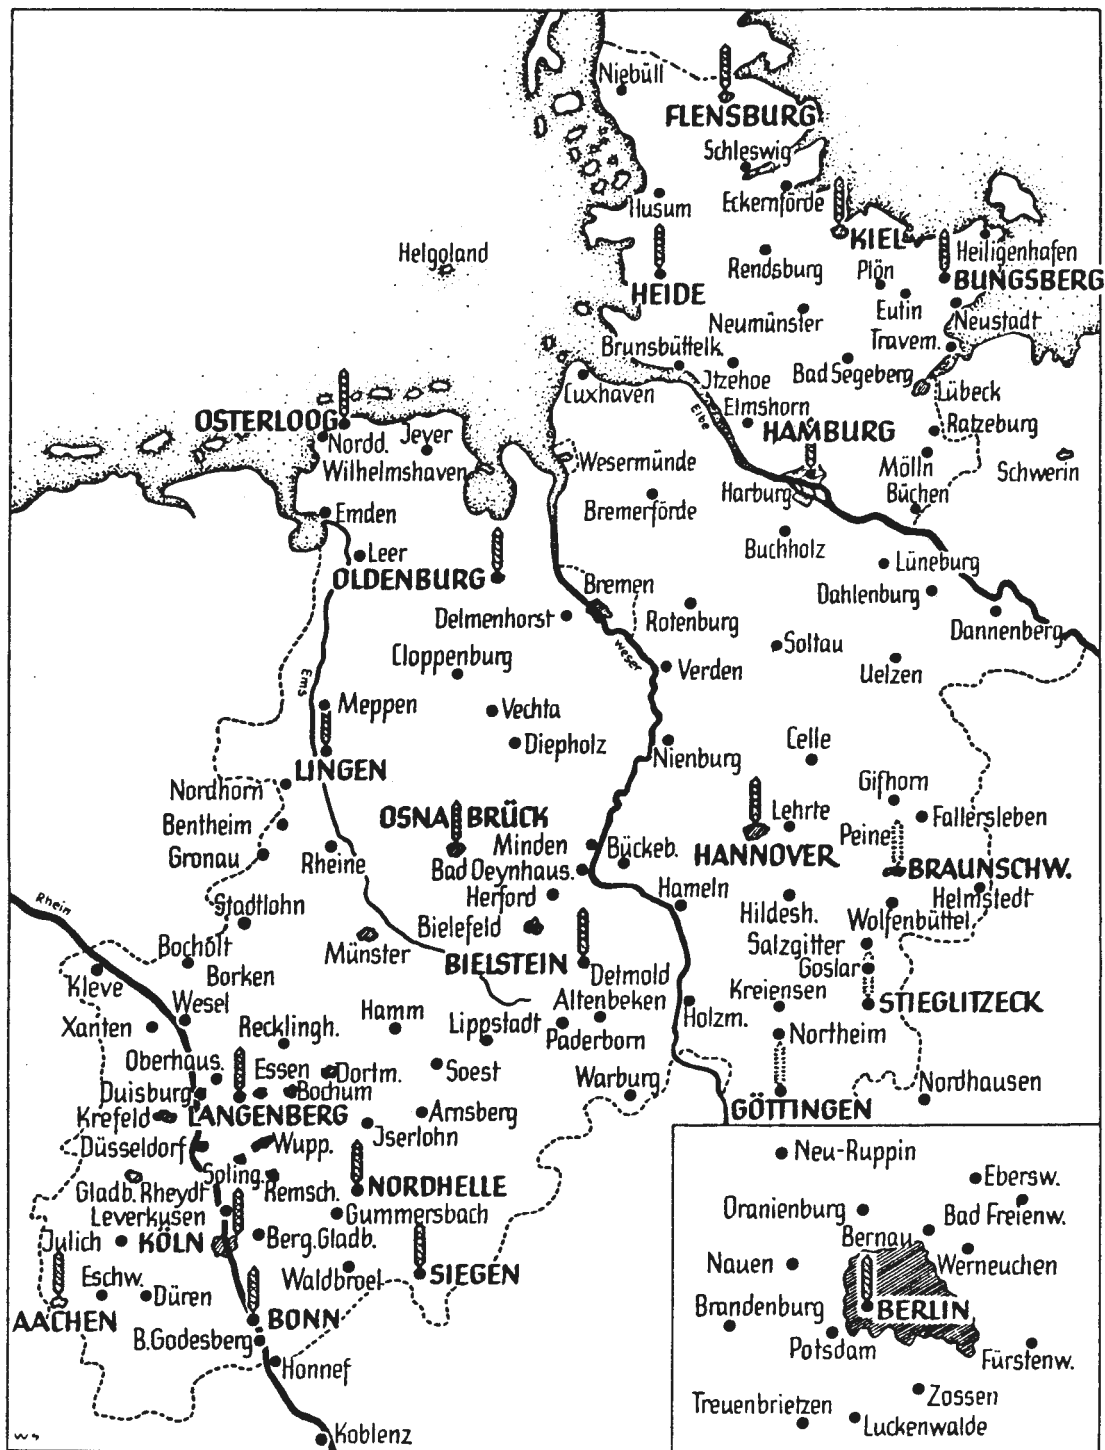 Niebüll
FLENSBURG
Schleswig
Husum
Eckernförde
KIEL
Helgoland
Rendsburg
Heiligenhafen
Plön
BUNGSBERG
HEIDE
Eutin
Neumünster
Neustadt
Travem.
Brunsbüttelk.
Jtzehoe
Bad Segeberg
Cuxhaven
Lübeck
Elmshorn
Elbe
OSTERLOOG
Jever
HAMBURG
Ratzeburg
Nordd.
Wilhelmshaven
Wesermünde
Mölln
Schwerin
Harburg
Büchen
Emden
Bremerförde
Buchholz
Leer
Lüneburg
OLDENBURG
Bremen
Dahlenburg
Delmenhorst
Rotenburg
Dannenberg
Soltau
Cloppenburg
Weser
Verden
Uelzen
Ems
Meppen
Vechta
Diepholz
Celle
Nienburg
LINGEN
Nordhorn
Gifhorn
OSNABRÜCK
Lehrte
Fallersleben
Bentheim
Peine
Minden
Bückeb.
HANNOVER
Gronau
Rheine
Bad Oeynhaus.
BRAUNSCHW.
Herford
Hameln
Helmstedt
Rhein
Stadtlohn
Hildesh.
Wolfenbüttel
Bielefeld
Bocholt
Münster
Salzgitter
BIELSTEIN
Detmold
Goslar
Kleve
Borken
Altenbeken
Kreiensen
STIEGLITZECK
Wesel
Hamm
Holzm.
Xanten
Recklingh.
Lippstadt
Paderborn
Northeim
Oberhaus.
Essen
Dortm.
Soest
Warburg
Nordhausen
Duisburg
Bochum
Krefeld
LANGENBERG
Arnsberg
GÖTTINGEN
Düsseldorf
Wupp.
Jserlohn
Neu-Ruppin
Soling.
Ebersw.
Gladb. Rheydt
Remsch.
NORDHELLE
Leverkusen
Gummersbach
Oranienburg
Bad Freienw.
Julich
KÖLN
Berg. Gladb.
Bernau
Nauen
Werneuchen
Eschw.
Düren
Waldbroel
SIEGEN
Brandenburg
BERLIN
AACHEN
BONN
B. Godesberg
Potsdam
Fürstenw.
Honnef
Zossen
Treuenbrietzen
Luckenwalde
Koblenz